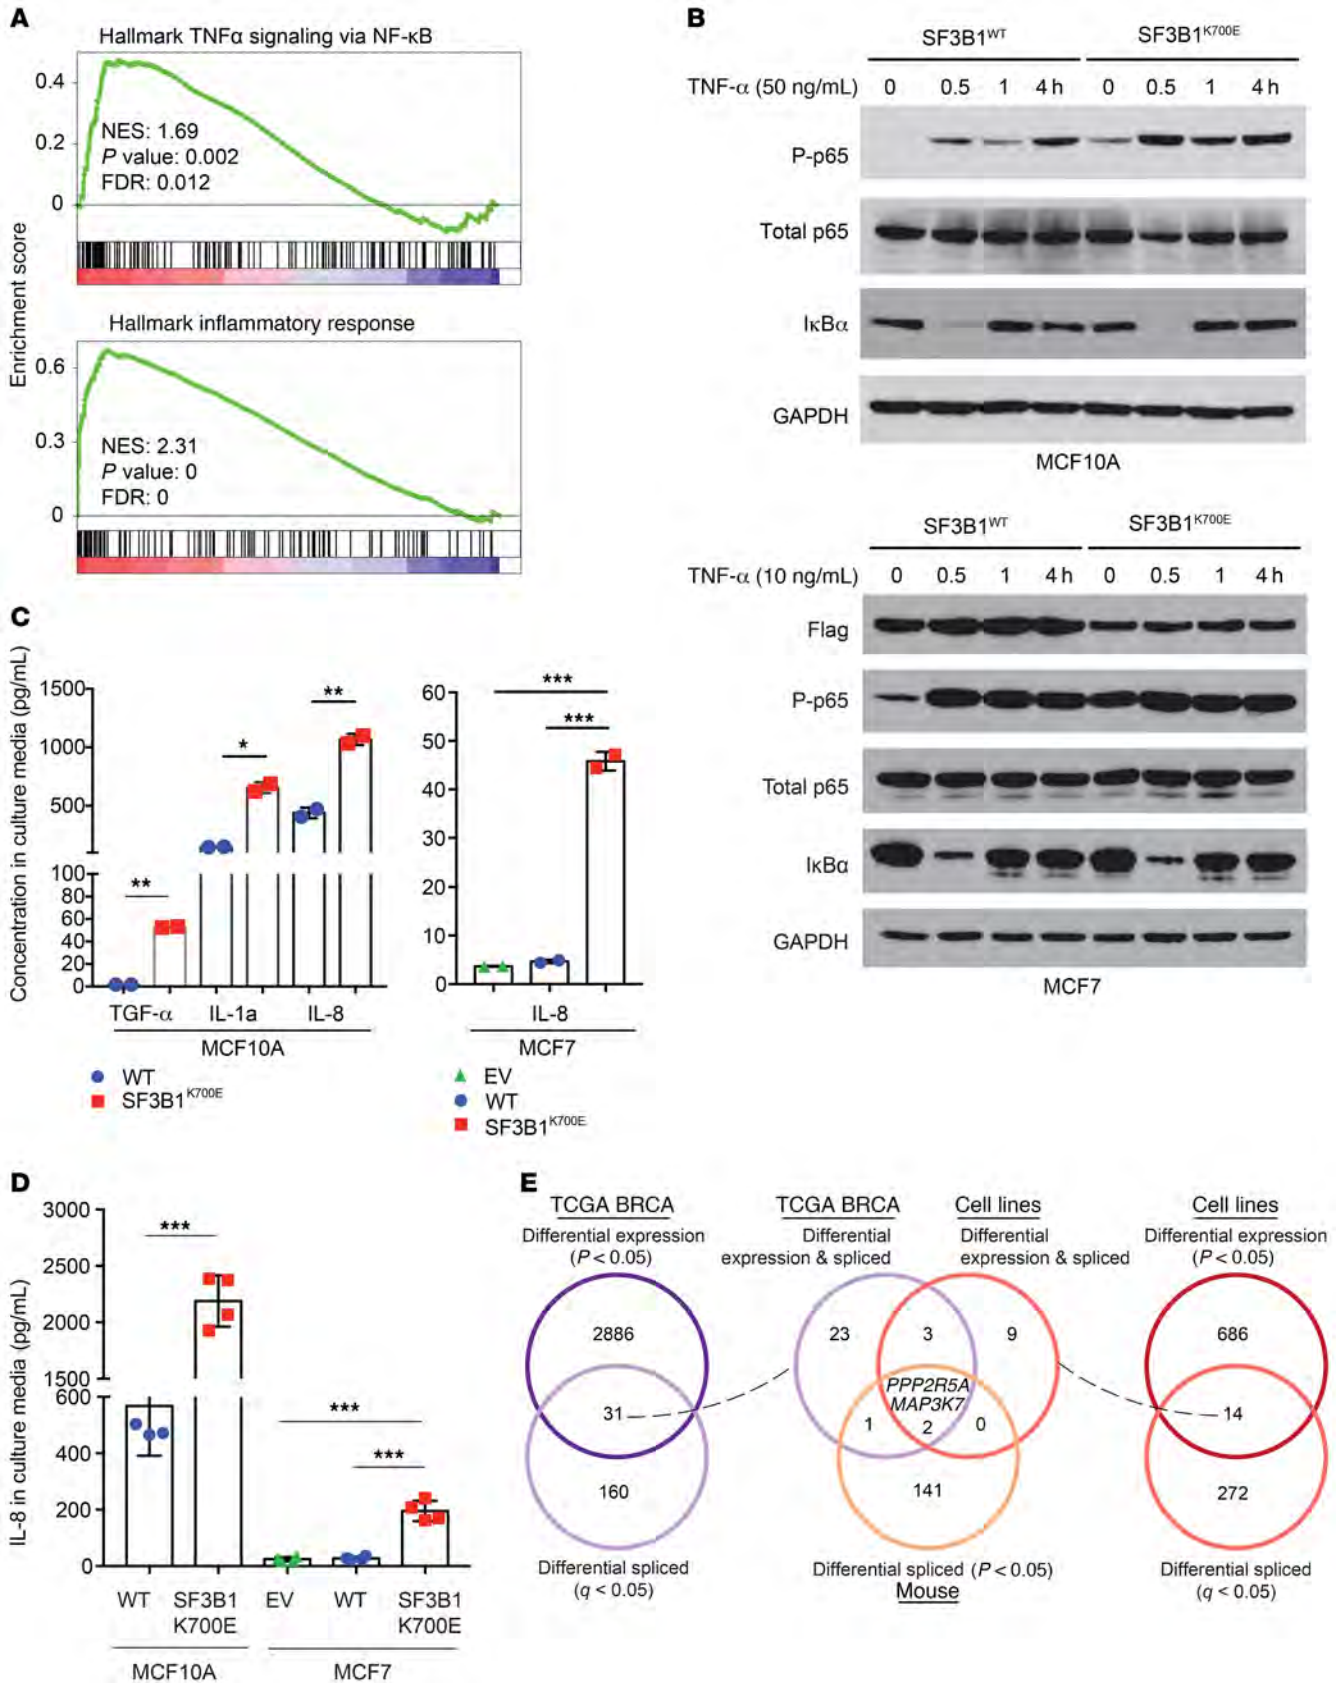 A
Hallmark TNFα signaling via NF-κB
0.4
0.2
0
NES: 1.69
P value: 0.002
FDR: 0.012
Enrichment score
Hallmark inflammatory response
0.6
0.3
0
NES: 2.31
P value: 0
FDR: 0
B
SF3B1WT SF3B1K700E
TNF-α (50 ng/mL) 0 0.5 1 4 h 0 0.5 1 4 h
P-p65
Total p65
IκBα
GAPDH
MCF10A
SF3B1WT SF3B1K700E
TNF-α (10 ng/mL) 0 0.5 1 4 h 0 0.5 1 4 h
Flag
P-p65
Total p65
IκBα
GAPDH
MCF7
C
Concentration in culture media (pg/mL)
1500
1000
500
100
80
60
40
20
0
** * **
TGF-α IL-1a IL-8
MCF10A
WT
SF3B1K700E
60
50
40
30
20
10
0
***
***
IL-8
MCF7
EV
WT
SF3B1K700E
D
IL-8 in culture media (pg/mL)
3000
2500
2000
1500
600
400
200
0
***
***
***
WT SF3B1 EV WT SF3B1
K700E K700E
MCF10A MCF7
E
TCGA BRCA TCGA BRCA Cell lines Cell lines
Differential expression Differential Differential Differential expression
(P < 0.05) expression & spliced expression & spliced (P < 0.05)
2886 23 3 9 686
PPP2R5A
MAP3K7
31 1 2 0 14
160 141 272
Differential spliced Differential spliced (P < 0.05) Differential spliced
(q < 0.05) Mouse (q < 0.05)